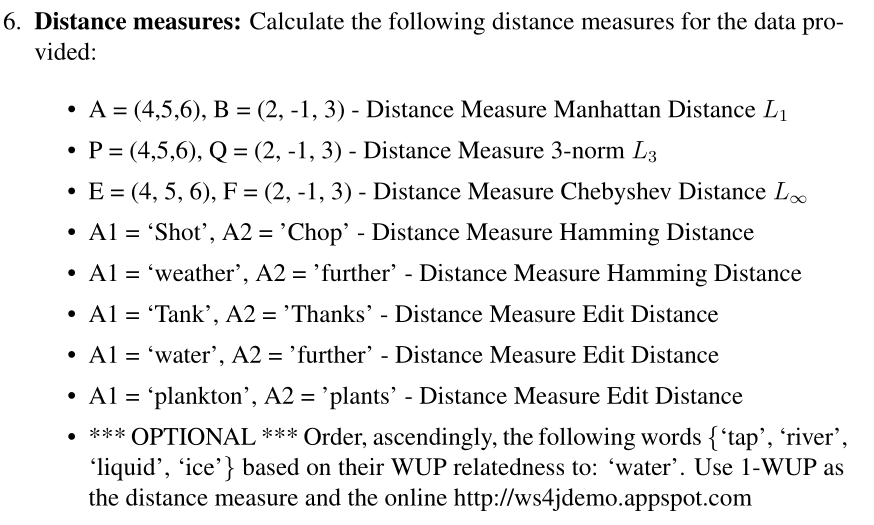 6. Distance measures: Calculate the following distance measures for the data pro-
vided:
• A = (4,5,6), B = (2, -1, 3) - Distance Measure Manhattan Distance L₁
• P = (4,5,6), Q = (2, -1, 3) - Distance Measure 3-norm L₃
• E = (4, 5, 6), F = (2, -1, 3) - Distance Measure Chebyshev Distance L∞
• A1 = ‘Shot’, A2 = ’Chop’ - Distance Measure Hamming Distance
• A1 = ‘weather’, A2 = ’further’ - Distance Measure Hamming Distance
• A1 = ‘Tank’, A2 = ’Thanks’ - Distance Measure Edit Distance
• A1 = ‘water’, A2 = ’further’ - Distance Measure Edit Distance
• A1 = ‘plankton’, A2 = ’plants’ - Distance Measure Edit Distance
• *** OPTIONAL *** Order, ascendingly, the following words {‘tap’, ‘river’,
‘liquid’, ‘ice’} based on their WUP relatedness to: ‘water’. Use 1-WUP as
the distance measure and the online http://ws4jdemo.appspot.com